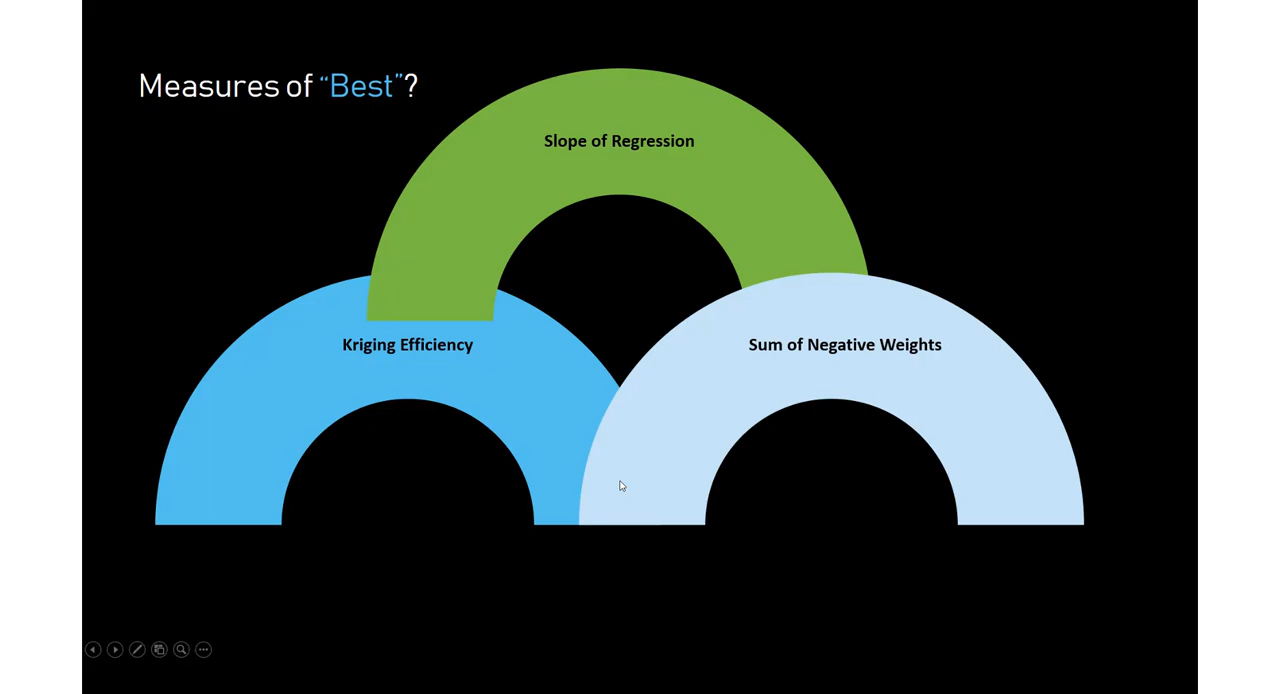 Measures of “Best”?
Slope of Regression
Kriging Efficiency
Sum of Negative Weights